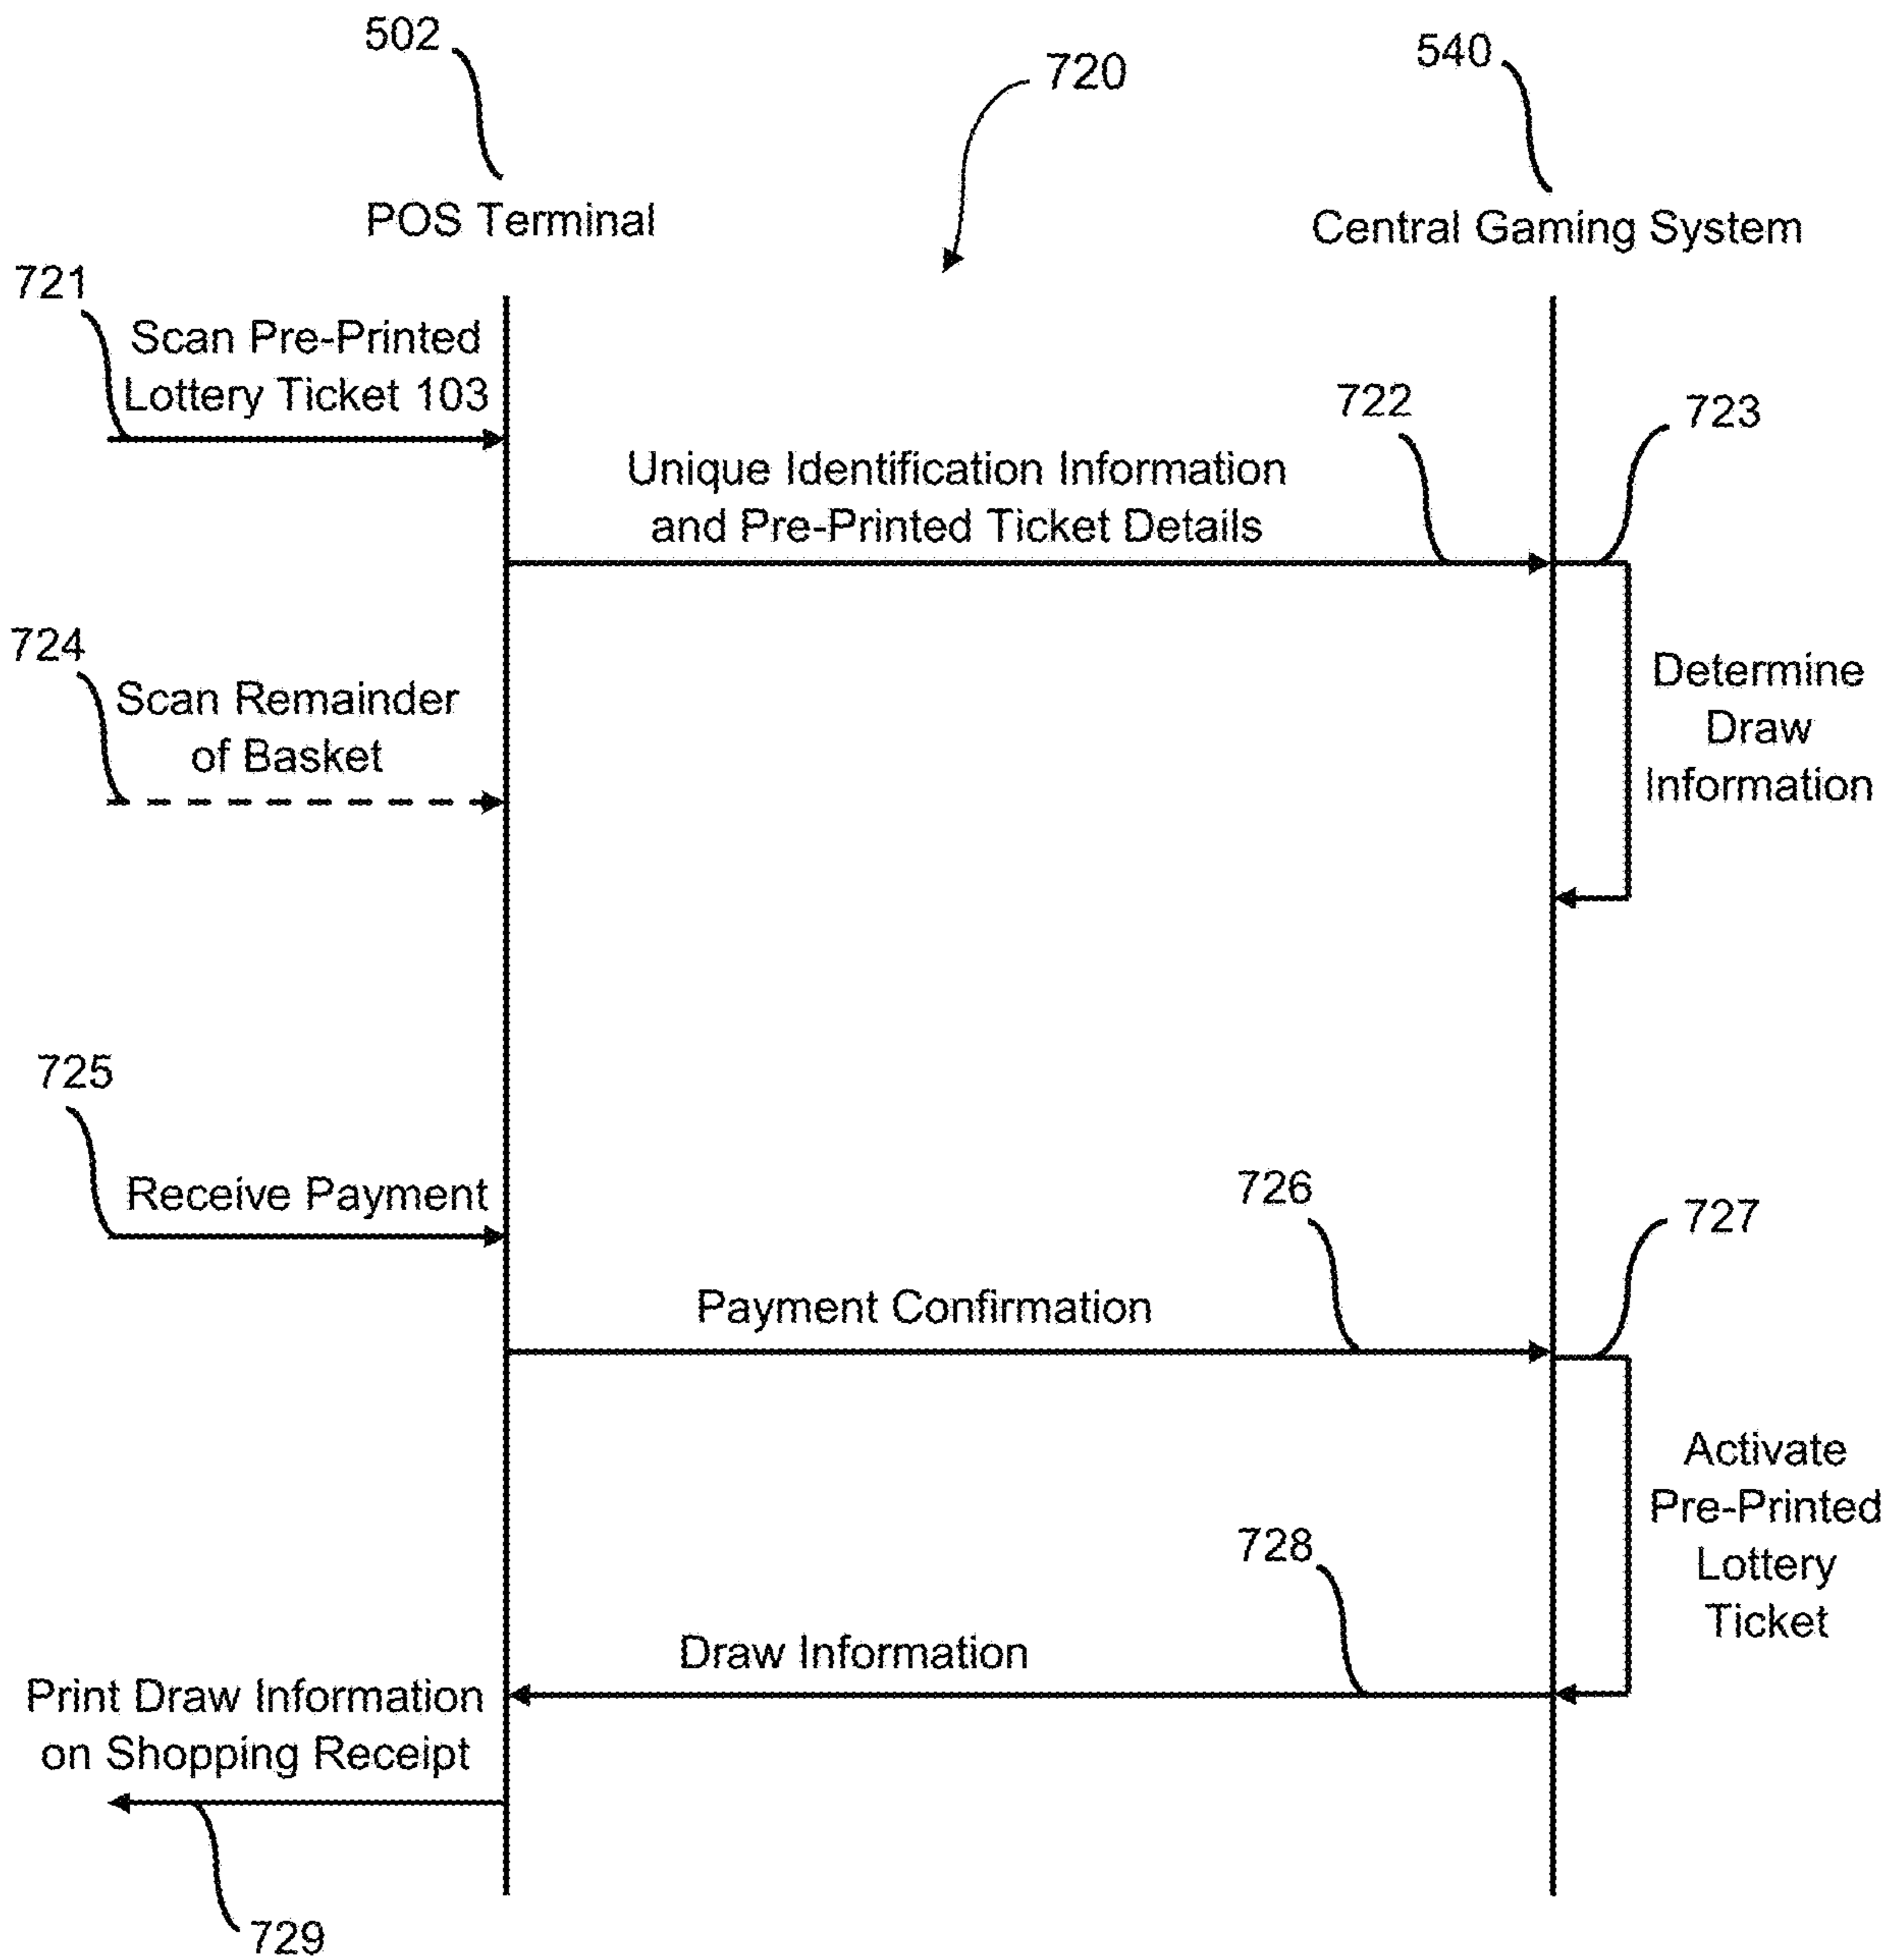 502
720
540
POS Terminal
Central Gaming System
721
Scan Pre-Printed
Lottery Ticket 103
722
723
Unique Identification Information
and Pre-Printed Ticket Details
724
Scan Remainder
of Basket
Determine
Draw
Information
725
Receive Payment
726
727
Payment Confirmation
Activate
Pre-Printed
Lottery
Ticket
728
Draw Information
Print Draw Information
on Shopping Receipt
729